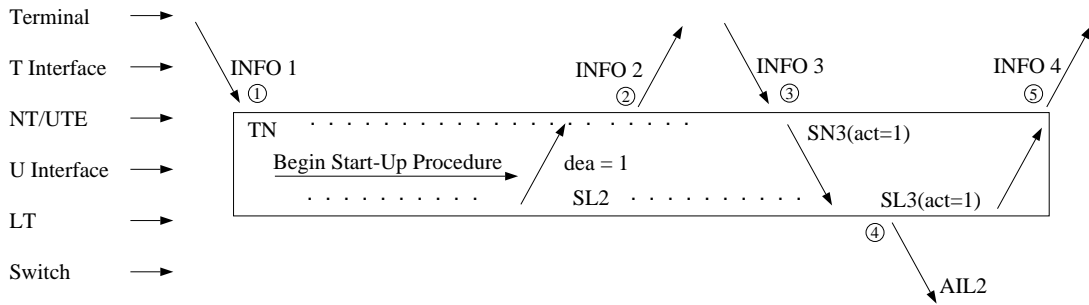 Terminal
T Interface INFO 1 INFO 2 INFO 3 INFO 4
① ② ③ ⑤
NT/UTE TN SN3(act=1)
U Interface Begin Start-Up Procedure dea = 1
LT SL2 SL3(act=1)
④
Switch AIL2